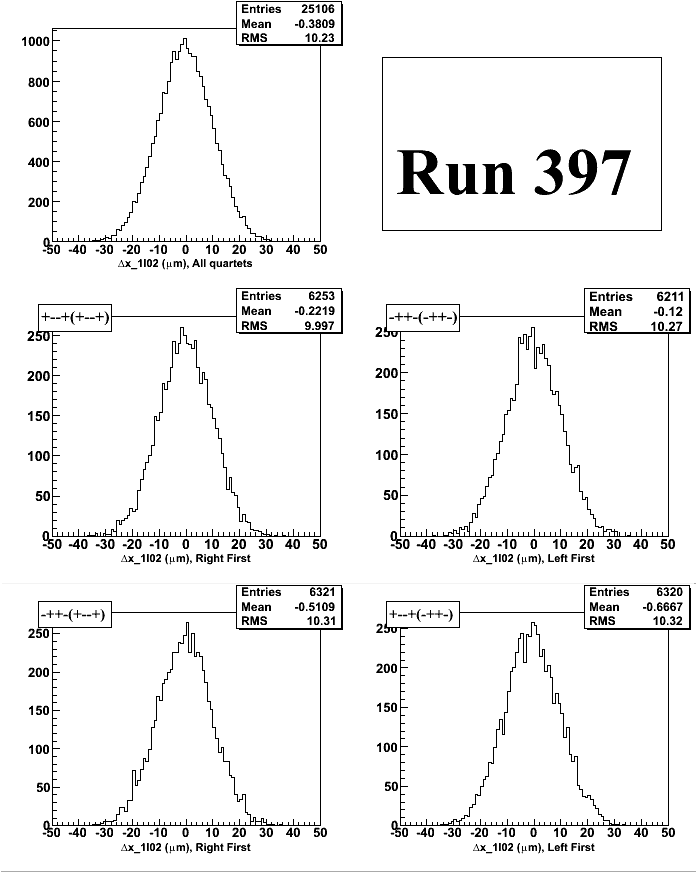 Entries 25106
Mean -0.3809
RMS 10.23
1000
800
600
400
200
0
-50 -40 -30 -20 -10 0 10 20 30 40 50
Δx_1I02 (μm), All quartets
Run 397
+--+(+--+)
Entries 6253
Mean -0.2219
RMS 9.997
250
200
150
100
50
0
-50 -40 -30 -20 -10 0 10 20 30 40 50
Δx_1I02 (μm), Right First
-++-(-++-)
Entries 6211
Mean -0.12
RMS 10.27
250
200
150
100
50
0
-50 -40 -30 -20 -10 0 10 20 30 40 50
Δx_1I02 (μm), Left First
-++-(+--+)
Entries 6321
Mean -0.5109
RMS 10.31
250
200
150
100
50
0
-50 -40 -30 -20 -10 0 10 20 30 40 50
Δx_1I02 (μm), Right First
+--+(-++-)
Entries 6320
Mean -0.6667
RMS 10.32
250
200
150
100
50
0
-50 -40 -30 -20 -10 0 10 20 30 40 50
Δx_1I02 (μm), Left First